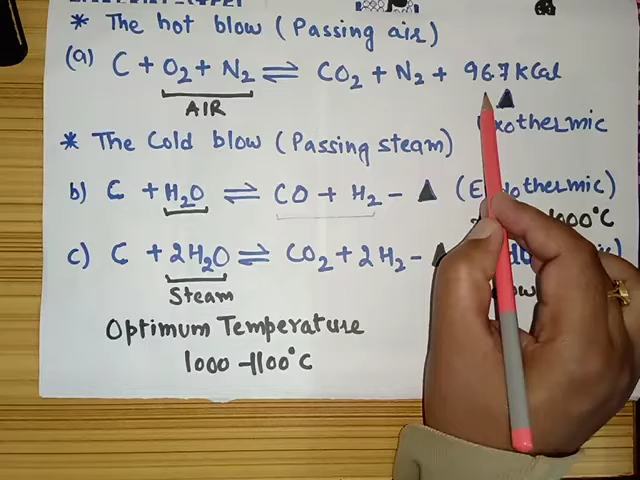 * The hot blow (Passing air)
(a) C + O₂ + N₂ ⇌ CO₂ + N₂ + 96.7 KCal
AIR
▲
* The Cold blow (Passing steam)
b) C + H₂O ⇌ CO + H₂ - ▲
1000°C
c) C + 2H₂O ⇌ CO₂ + 2H₂ - ▲
Steam
Optimum Temperature
1000 - 1100°C